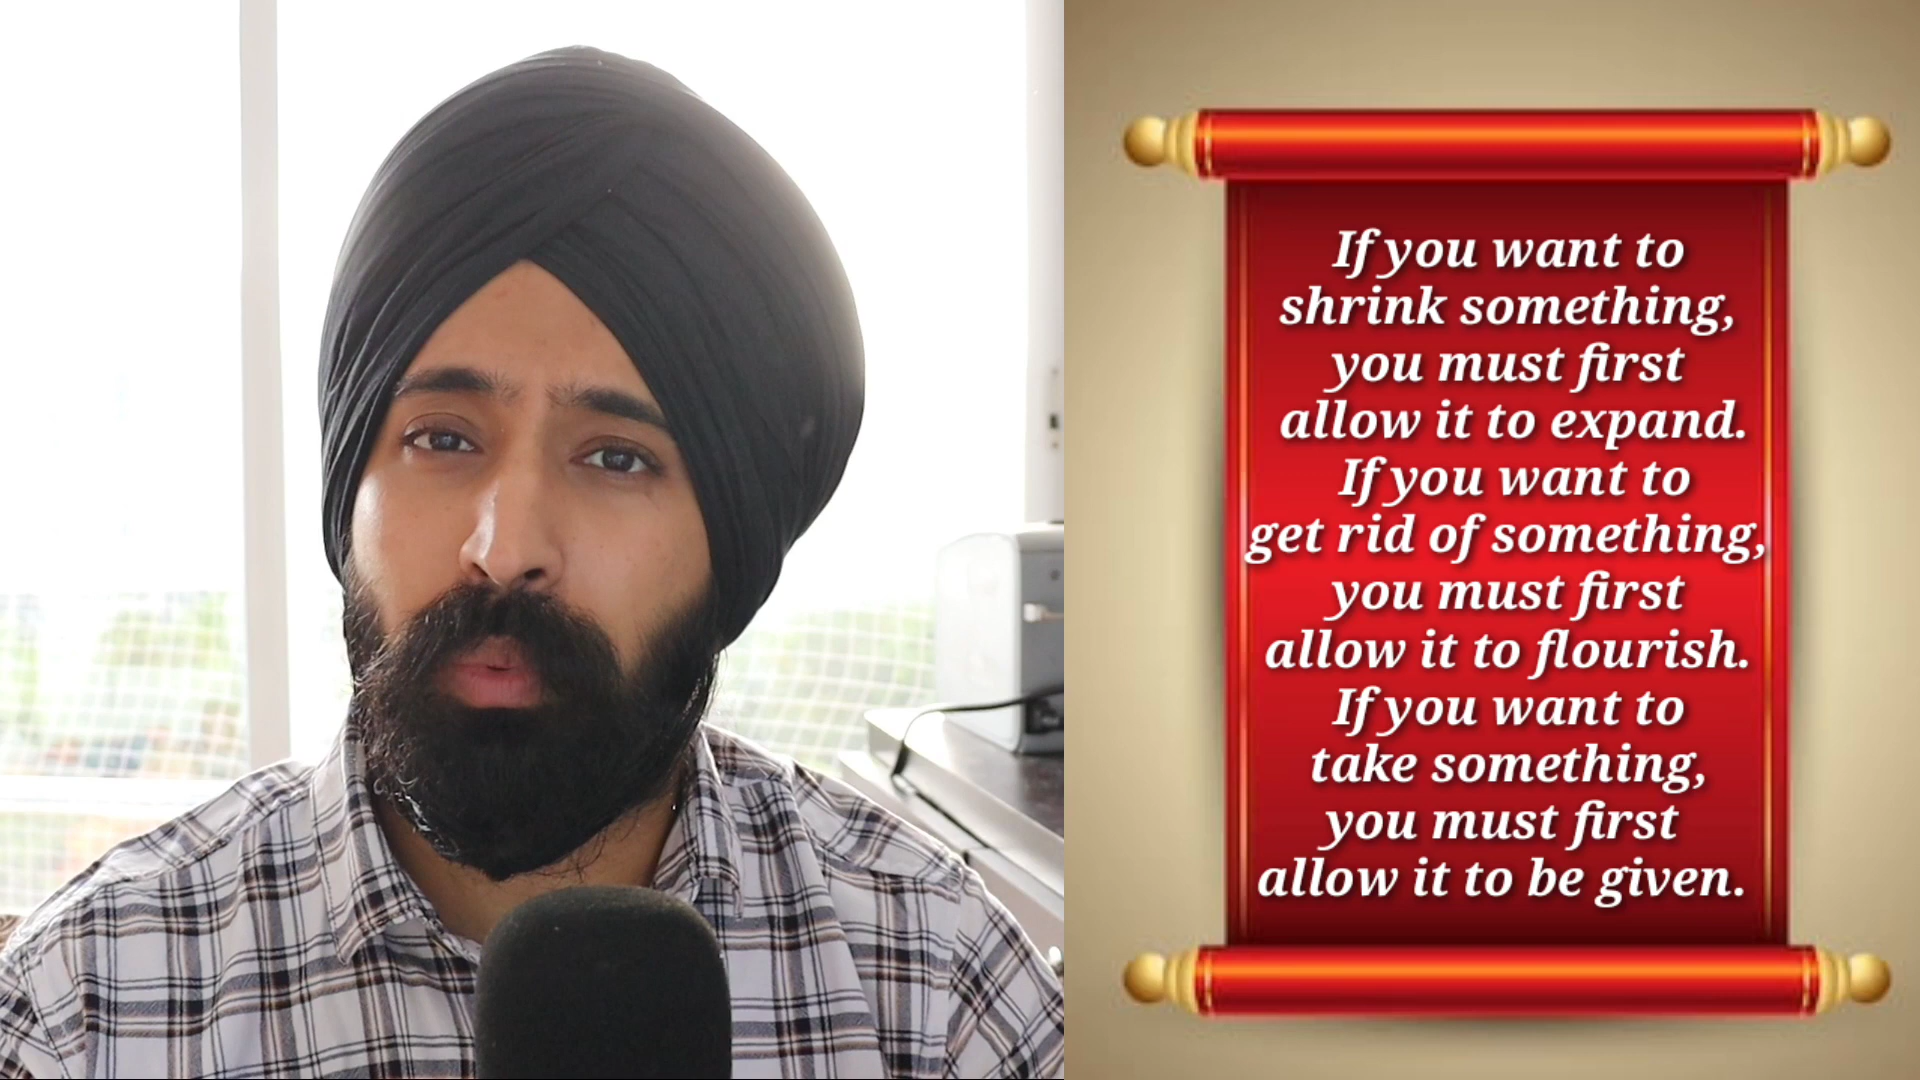 If you want to
shrink something,
you must first
allow it to expand.
If you want to
get rid of something,
you must first
allow it to flourish.
If you want to
take something,
you must first
allow it to be given.